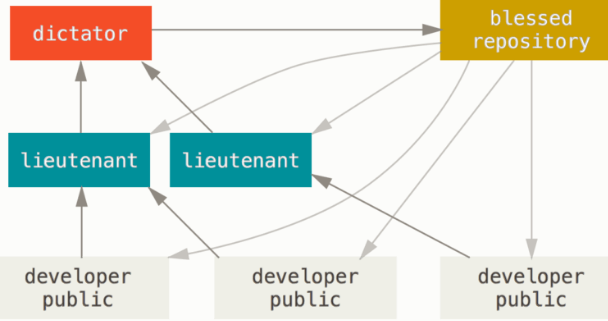 dictator
blessed
repository
lieutenant
lieutenant
developer
public
developer
public
developer
public